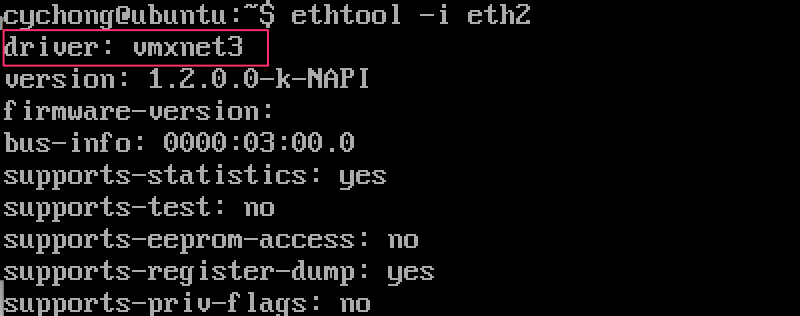 cychong@ubuntu:~$ ethtool -i eth2
driver: vmxnet3
version: 1.2.0.0-k-NAPI
firmware-version:
bus-info: 0000:03:00.0
supports-statistics: yes
supports-test: no
supports-eeprom-access: no
supports-register-dump: yes
supports-priv-flags: no